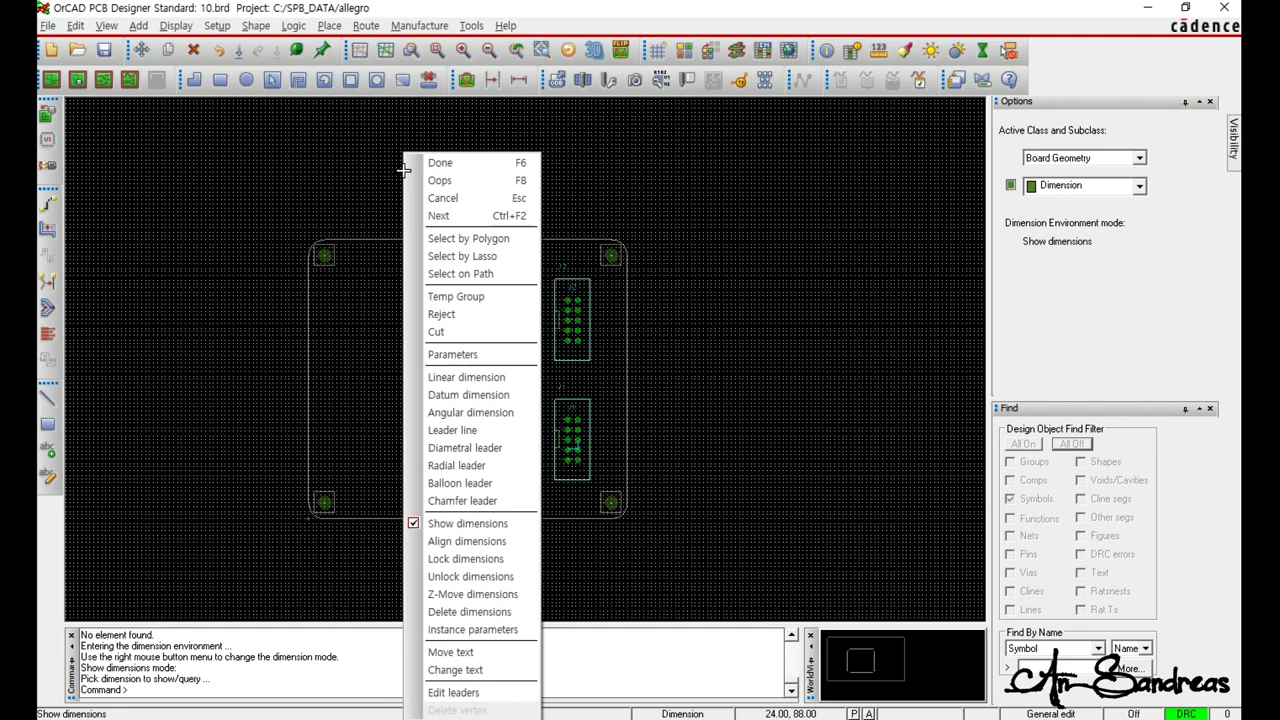 OrCAD PCB Designer Standard: 10.brd Project: C:/SPB_DATA/allegro
File Edit View Add Display Setup Shape Logic Place Route Manufacture Tools Help
cādence
Options
Active Class and Subclass:
Board Geometry
Dimension
Dimension Environment mode:
Show dimensions
Visibility
Done F6
Oops F8
Cancel Esc
Next Ctrl+F2
Select by Polygon
Select by Lasso
Select on Path
Temp Group
Reject
Cut
Parameters
Linear dimension
Datum dimension
Angular dimension
Leader line
Diametral leader
Radial leader
Balloon leader
Chamfer leader
Show dimensions
Align dimensions
Lock dimensions
Unlock dimensions
Z-Move dimensions
Delete dimensions
Instance parameters
Move text
Change text
Edit leaders
Delete vertex
Find
Design Object Find Filter
All On All Off
Groups Shapes
Comps Voids/Cavities
Symbols Cline segs
Functions Other segs
Nets Figures
Pins DRC errors
Vias Text
Clines Ratsnests
Lines Rat Ts
Find By Name
Symbol Name
> More...
No element found.
Entering the dimension environment ...
Use the right mouse button menu to change the dimension mode.
Show dimensions mode:
Pick dimension to show/query ...
Command >
Show dimensions Dimension 24.00, 88.00 P A General edit Off DRC 0